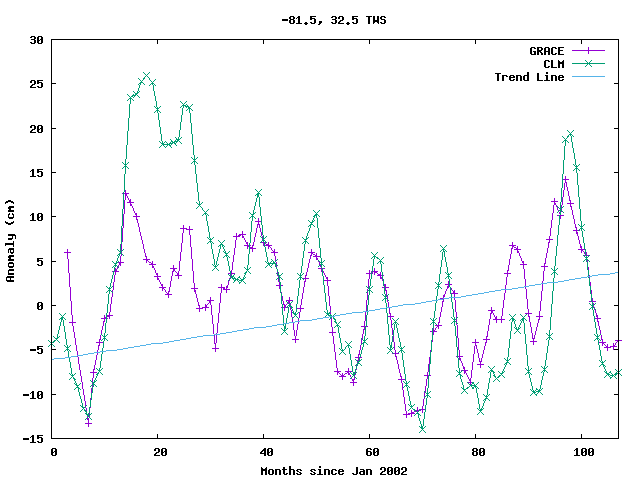 -81.5, 32.5 TWS
GRACE
CLM
Trend Line
30
25
20
15
10
5
0
-5
-10
-15
Anomaly (cm)
0 20 40 60 80 100
Months since Jan 2002